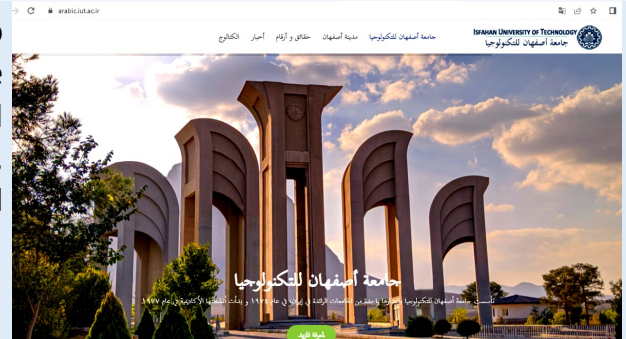 arabic.iut.ac.ir
ISFAHAN UNIVERSITY OF TECHNOLOGY
جامعة أصفهان للتكنولوجيا
جامعة أصفهان للتكنولوجيا مدينة أصفهان حقائق و أرقام أخبار الكتالوج
جامعة أصفهان للتكنولوجيا
تأسست جامعة أصفهان للتكنولوجيا باعتبارها واحدة من الجامعات الرائدة في إيران في عام ١٩٧٤ و بدأت أنشطتها الأكاديمية في عام ١٩٧٧
لمعرفة المزيد